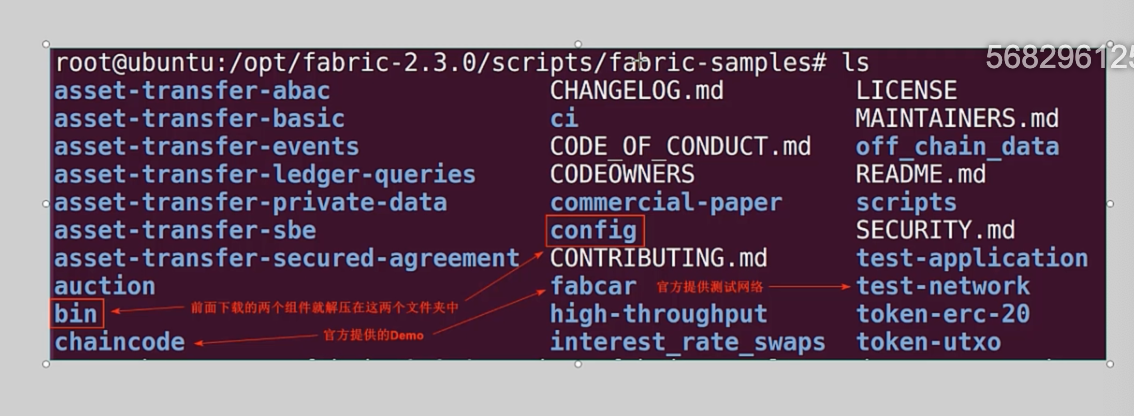 568296125
root@ubuntu:/opt/fabric-2.3.0/scripts/fabric-samples# ls
asset-transfer-abac CHANGELOG.md LICENSE
asset-transfer-basic ci MAINTAINERS.md
asset-transfer-events CODE_OF_CONDUCT.md off_chain_data
asset-transfer-ledger-queries CODEOWNERS README.md
asset-transfer-private-data commercial-paper scripts
asset-transfer-sbe config SECURITY.md
asset-transfer-secured-agreement CONTRIBUTING.md test-application
auction fabcar 官方提供测试网络 test-network
bin 前面下载的两个组件就解压在这两个文件夹中 high-throughput token-erc-20
chaincode 官方提供的Demo interest_rate_swaps token-utxo